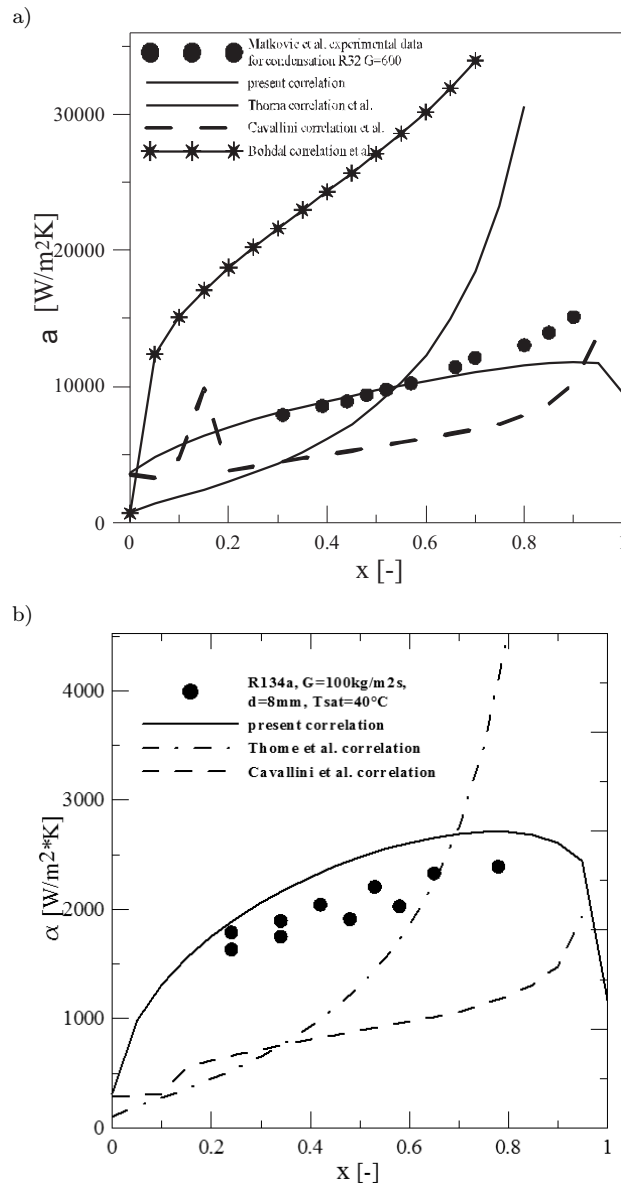 a)
Matkovic et al. experimental data
for condensation R32 G=600
present correlation
Thoma correlation et al.
Cavallini correlation et al.
Bohdal correlation et al.
30000
20000
10000
0
a [W/m2K]
0 0.2 0.4 0.6 0.8 1
x [-]
b)
R134a, G=100kg/m2s,
d=8mm, Tsat=40°C
present correlation
Thome et al. correlation
Cavallini et al. correlation
4000
3000
2000
1000
0
α [W/m2*K]
0 0.2 0.4 0.6 0.8 1
x [-]